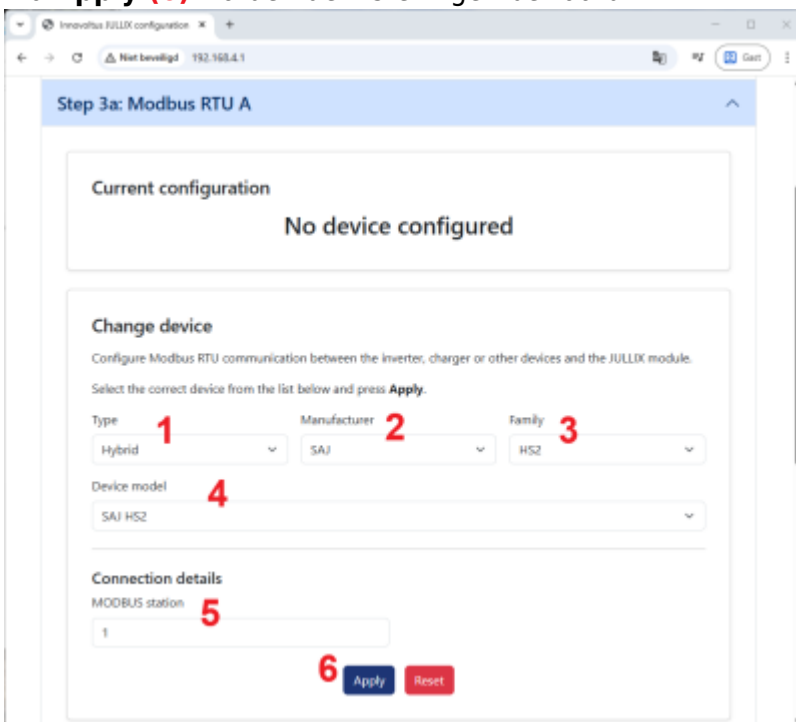 Innovoltus JULLIX configuration
Niet beveiligd 192.168.4.1
Gast
Step 3a: Modbus RTU A
Current configuration
No device configured
Change device
Configure Modbus RTU communication between the inverter, charger or other devices and the JULLIX module.
Select the correct device from the list below and press Apply.
Type 1 Manufacturer 2 Family 3
Hybrid SAJ HS2
Device model 4
SAJ HS2
Connection details
MODBUS station 5
1
6 Apply Reset